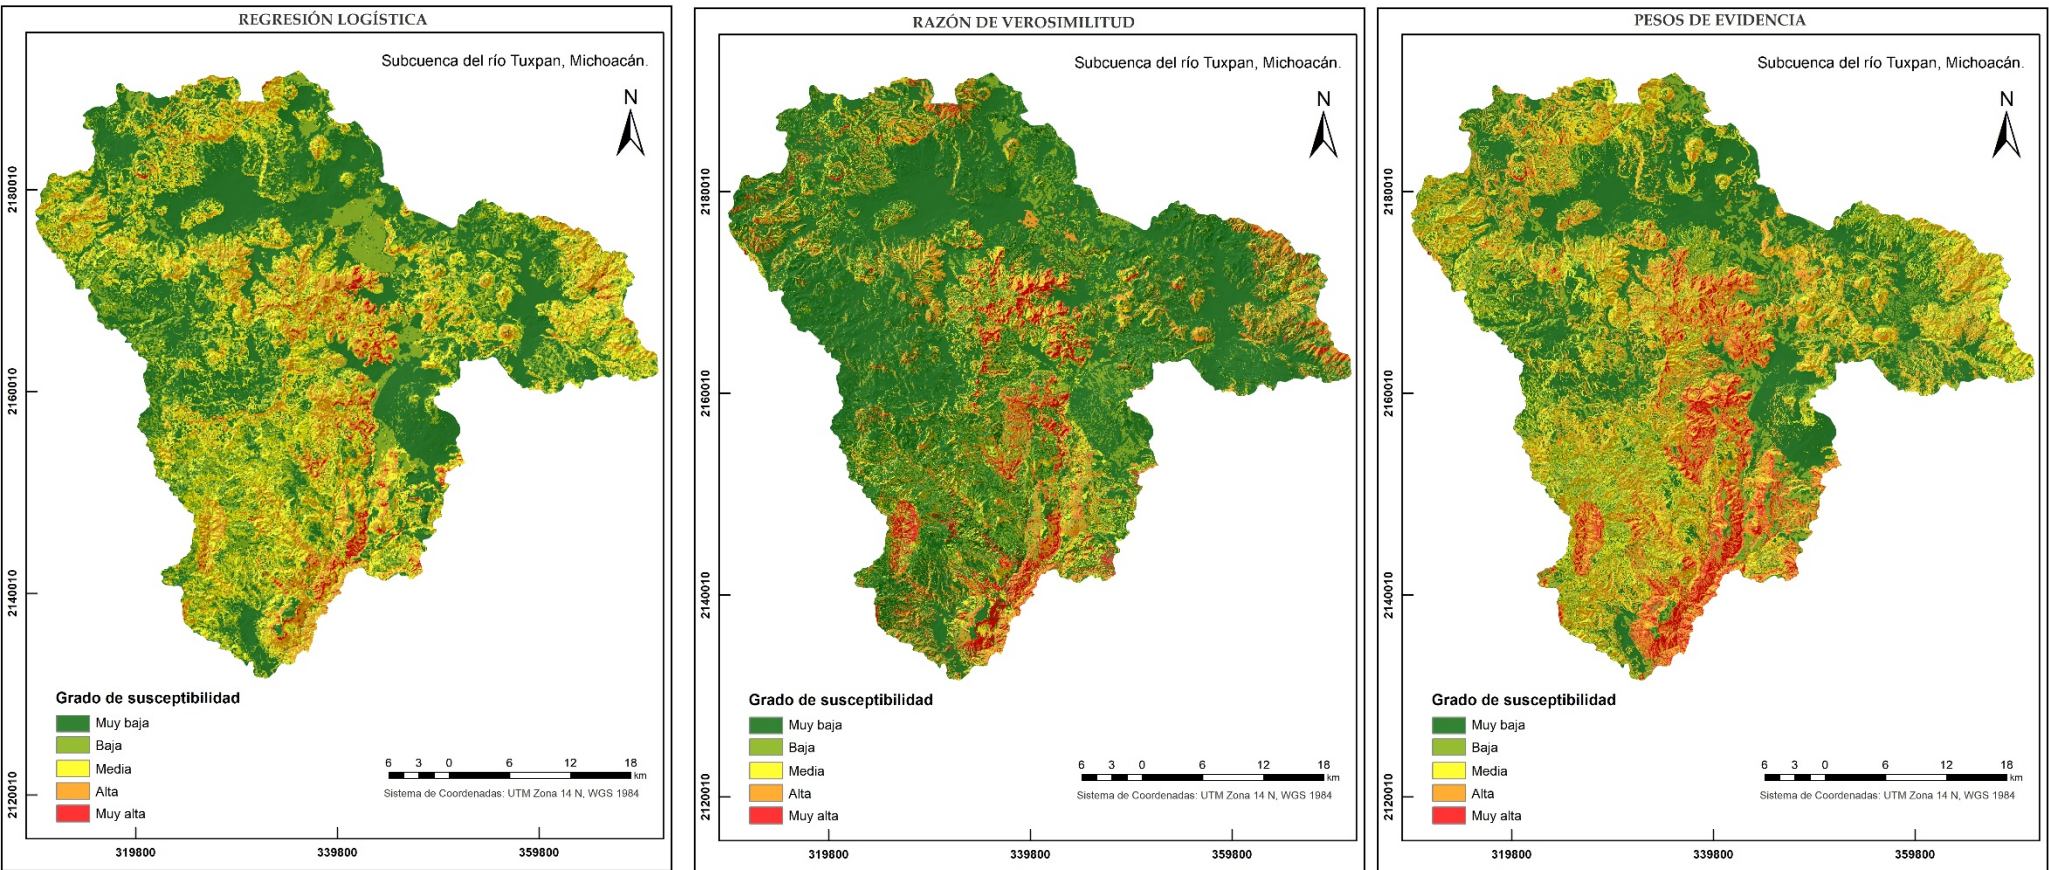 REGRESIÓN LOGÍSTICA
Subcuenca del río Tuxpan, Michoacán.
N
2180010
2160010
2140010
2120010
Grado de susceptibilidad
Muy baja
Baja
Media
Alta
Muy alta
6 3 0 6 12 18
km
Sistema de Coordenadas: UTM Zona 14 N, WGS 1984
319800 339800 359800
RAZÓN DE VEROSIMILITUD
Subcuenca del río Tuxpan, Michoacán.
N
2180010
2160010
2140010
2120010
Grado de susceptibilidad
Muy baja
Baja
Media
Alta
Muy alta
6 3 0 6 12 18
km
Sistema de Coordenadas: UTM Zona 14 N, WGS 1984
319800 339800 359800
PESOS DE EVIDENCIA
Subcuenca del río Tuxpan, Michoacán.
N
2180010
2160010
2140010
2120010
Grado de susceptibilidad
Muy baja
Baja
Media
Alta
Muy alta
6 3 0 6 12 18
km
Sistema de Coordenadas: UTM Zona 14 N, WGS 1984
319800 339800 359800